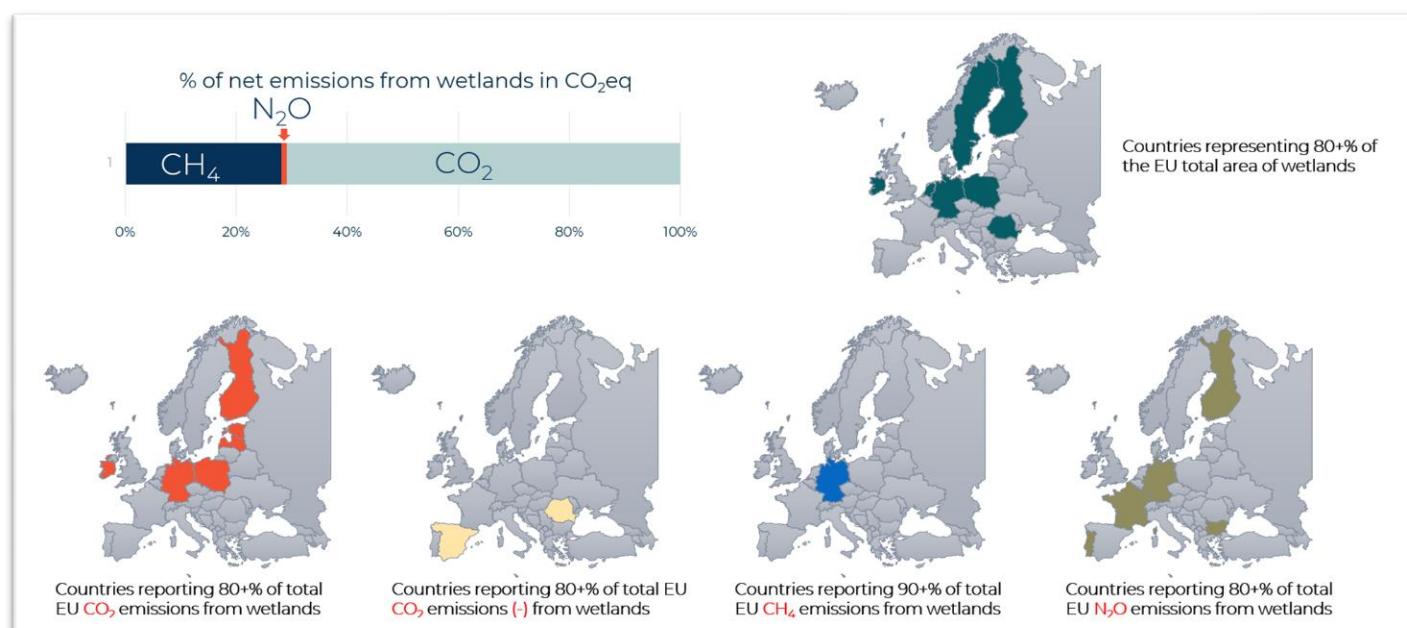 % of net emissions from wetlands in CO₂eq
N₂O
1
CH₄
CO₂
0%
20%
40%
60%
80%
100%
Countries representing 80+% of
the EU total area of wetlands
Countries reporting 80+% of total
EU CO₂ emissions from wetlands
Countries reporting 80+% of total EU
CO₂ emissions (-) from wetlands
Countries reporting 90+% of total
EU CH₄ emissions from wetlands
Countries reporting 80+% of total
EU N₂O emissions from wetlands